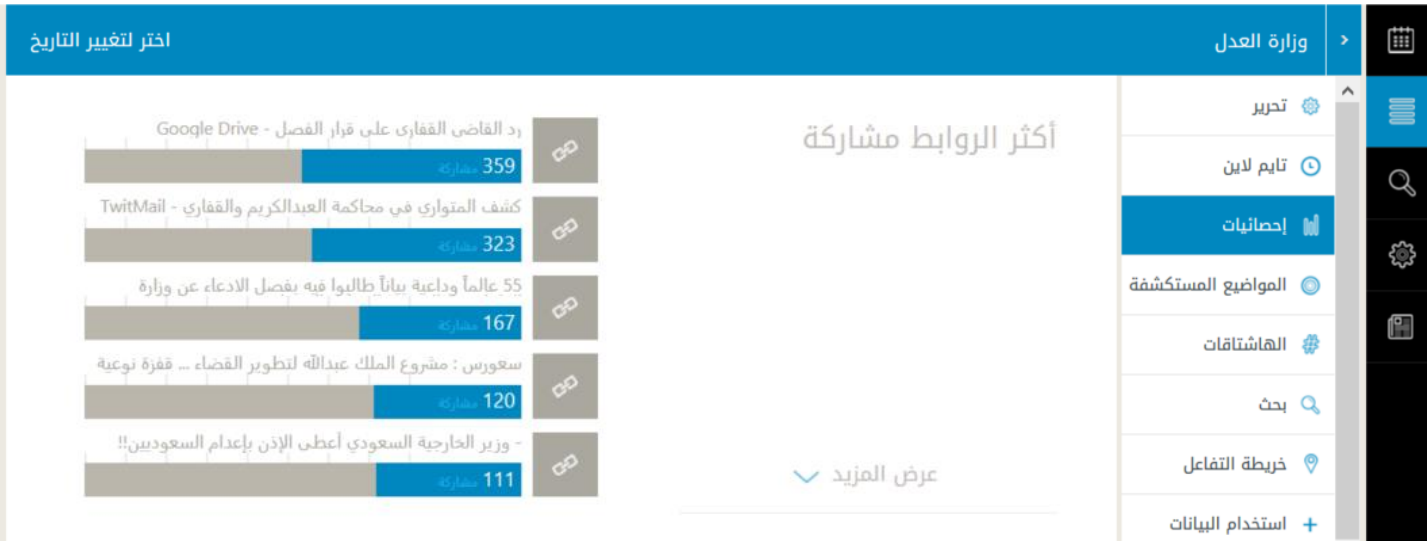 وزارة العدل
اختر لتغيير التاريخ
تحرير
تايم لاين
إحصائيات
المواضيع المستكشفة
الهاشتاقات
بحث
خريطة التفاعل
استخدام البيانات
أكثر الروابط مشاركة
عرض المزيد
رد القاضي القفاري على قرار الفصل - Google Drive
359 مشاركة
كشف المتواري في محاكمة العبدالكريم والقفاري - TwitMail
323 مشاركة
55 عالماً وداعية بياناً طالبوا فيه بفصل الادعاء عن وزارة
167 مشاركة
سعورس : مشروع الملك عبدالله لتطوير القضاء ... قفزة نوعية
120 مشاركة
- وزير الخارجية السعودي أعطى الإذن بإعدام السعوديين!!
111 مشاركة